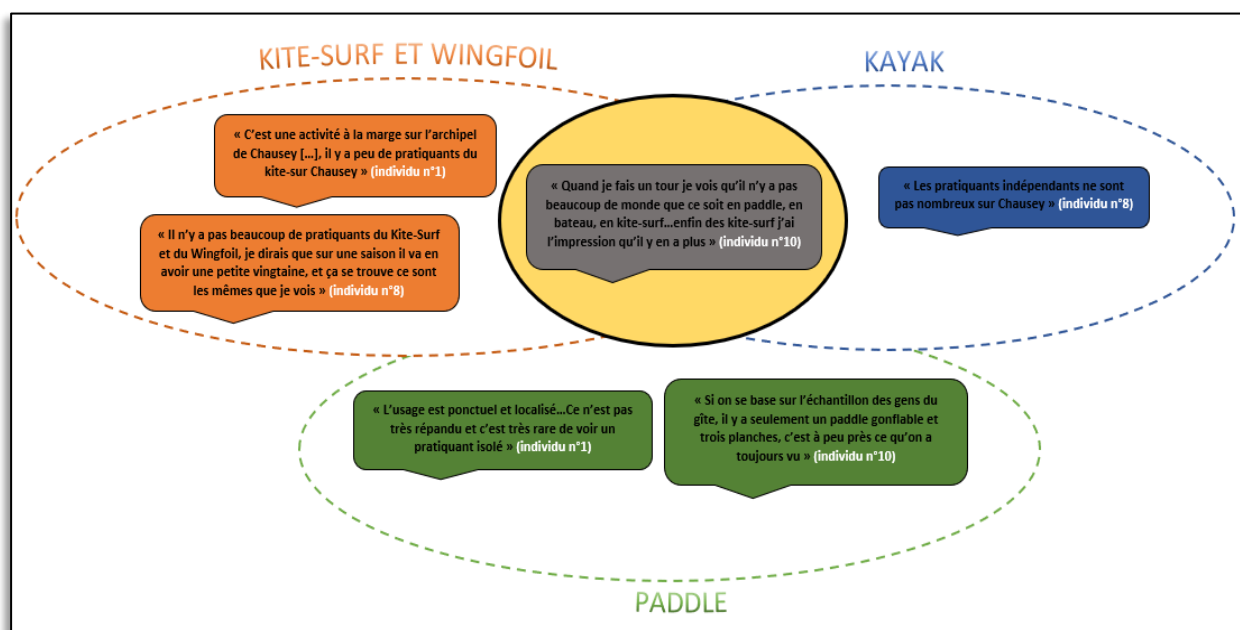 KITE-SURF ET WINGFOIL
KAYAK
« C'est une activité à la marge sur l'archipel
de Chausey [...], il y a peu de pratiquants du
kite-sur Chausey » (individu n°1)
« Il n'y a pas beaucoup de pratiquants du Kite-Surf
et du Wingfoil, je dirais que sur une saison il va en
avoir une petite vingtaine, et ça se trouve ce sont
les mêmes que je vois » (individu n°8)
« Quand je fais un tour je vois qu'il n'y a pas
beaucoup de monde que ce soit en paddle, en
bateau, en kite-surf...enfin des kite-surf j'ai
l'impression qu'il y en a plus » (individu n°10)
« Les pratiquants indépendants ne sont
pas nombreux sur Chausey » (individu n°8)
« L'usage est ponctuel et localisé...Ce n'est pas
très répandu et c'est très rare de voir un
pratiquant isolé » (individu n°1)
« Si on se base sur l'échantillon des gens du
gîte, il y a seulement un paddle gonflable et
trois planches, c'est à peu près ce qu'on a
toujours vu » (individu n°10)
PADDLE